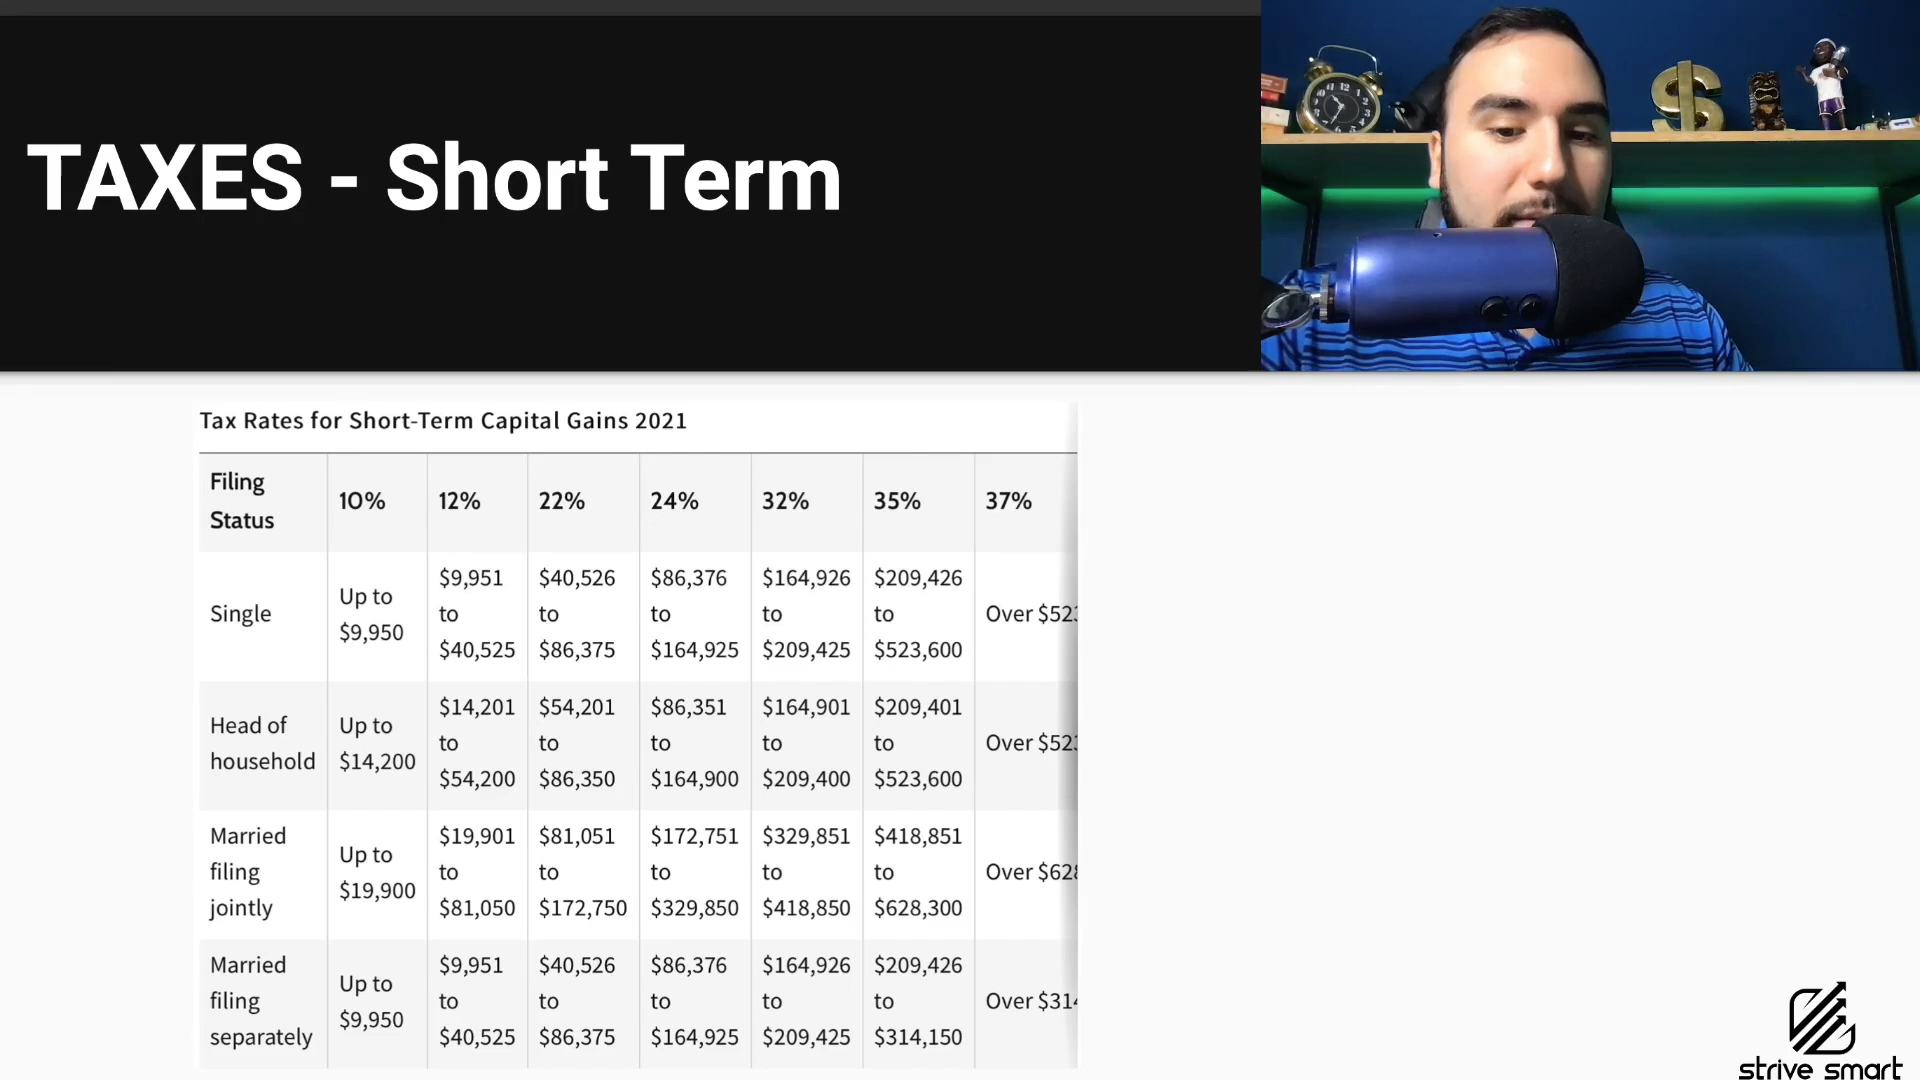 TAXES - Short Term
Tax Rates for Short-Term Capital Gains 2021
Filing Status 10% 12% 22% 24% 32% 35% 37%
Single Up to $9,950 $9,951 to $40,525 $40,526 to $86,375 $86,376 to $164,925 $164,926 to $209,425 $209,426 to $523,600 Over
Head of household Up to $14,200 $14,201 to $54,200 $54,201 to $86,350 $86,351 to $164,900 $164,901 to $209,400 $209,401 to $523,600 Over
Married filing jointly Up to $19,900 $19,901 to $81,050 $81,051 to $172,750 $172,751 to $329,850 $329,851 to $418,850 $418,851 to $628,300 Over
Married filing separately Up to $9,950 $9,951 to $40,525 $40,526 to $86,375 $86,376 to $164,925 $164,926 to $209,425 $209,426 to $314,150 Over
strive smart